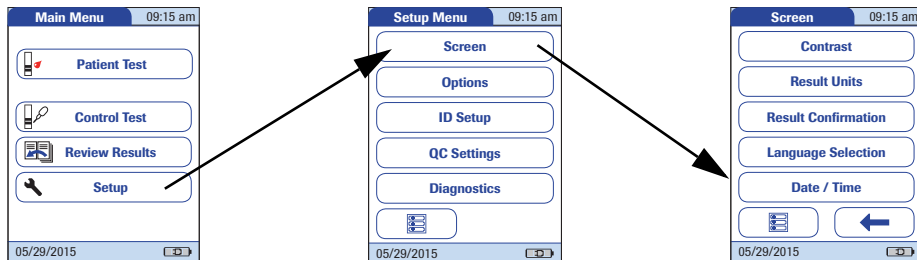 Main Menu 09:15 am
Patient Test
Control Test
Review Results
Setup
05/29/2015
Setup Menu 09:15 am
Screen
Options
ID Setup
QC Settings
Diagnostics
05/29/2015
Screen 09:15 am
Contrast
Result Units
Result Confirmation
Language Selection
Date / Time
05/29/2015